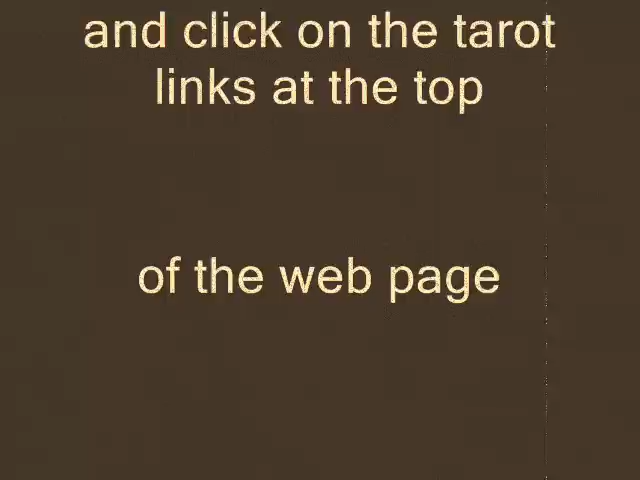 and click on the tarot
links at the top
of the web page